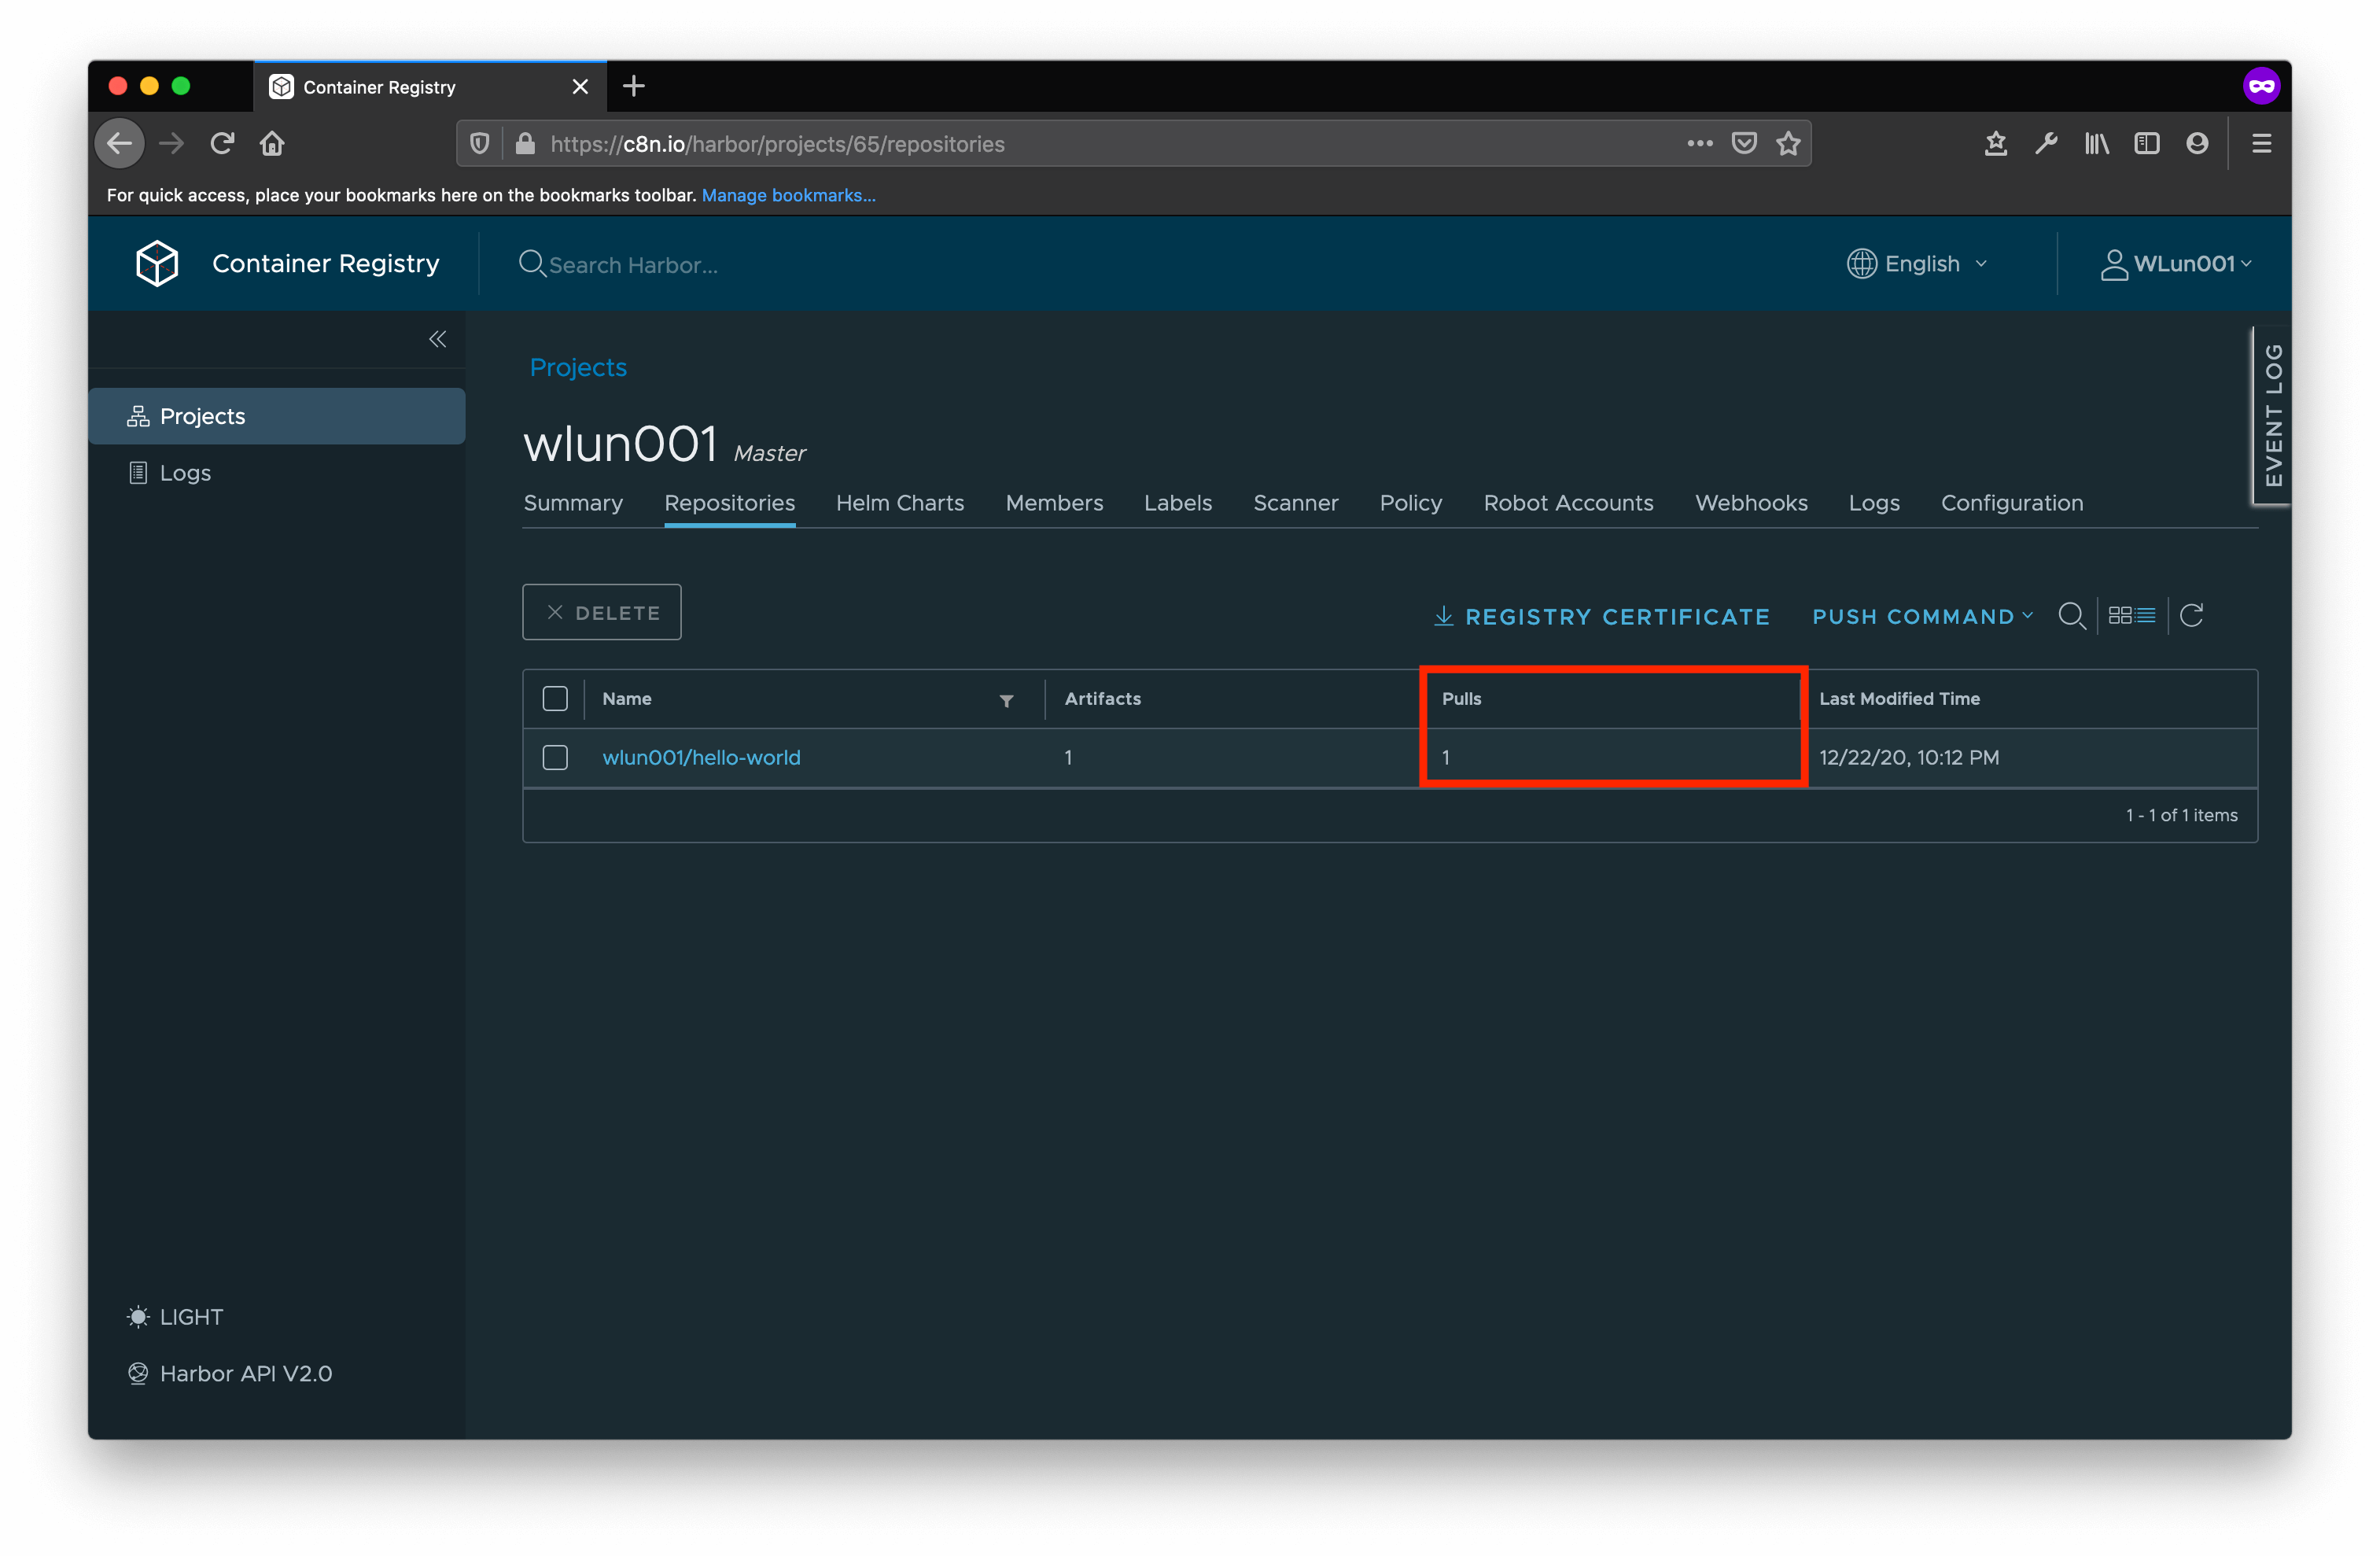 Container Registry
https://c8n.io/harbor/projects/65/repositories
For quick access, place your bookmarks here on the bookmarks toolbar. Manage bookmarks...
Container Registry
Search Harbor...
English
WLun001
Projects
Logs
LIGHT
Harbor API V2.0
Projects
wlun001 Master
EVENT LOG
Summary Repositories Helm Charts Members Labels Scanner Policy Robot Accounts Webhooks Logs Configuration
DELETE
REGISTRY CERTIFICATE PUSH COMMAND
Name Artifacts Pulls Last Modified Time
wlun001/hello-world 1 1 12/22/20, 10:12 PM
1 - 1 of 1 items